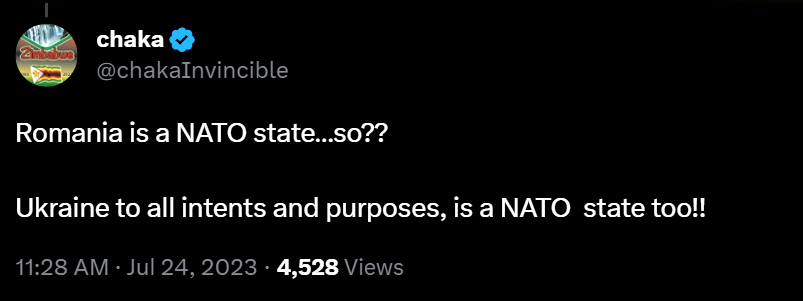 Zimbabwe
chaka
@chakaInvincible
Romania is a NATO state...so??
Ukraine to all intents and purposes, is a NATO  state too!!
11:28 AM · Jul 24, 2023 · 4,528 Views